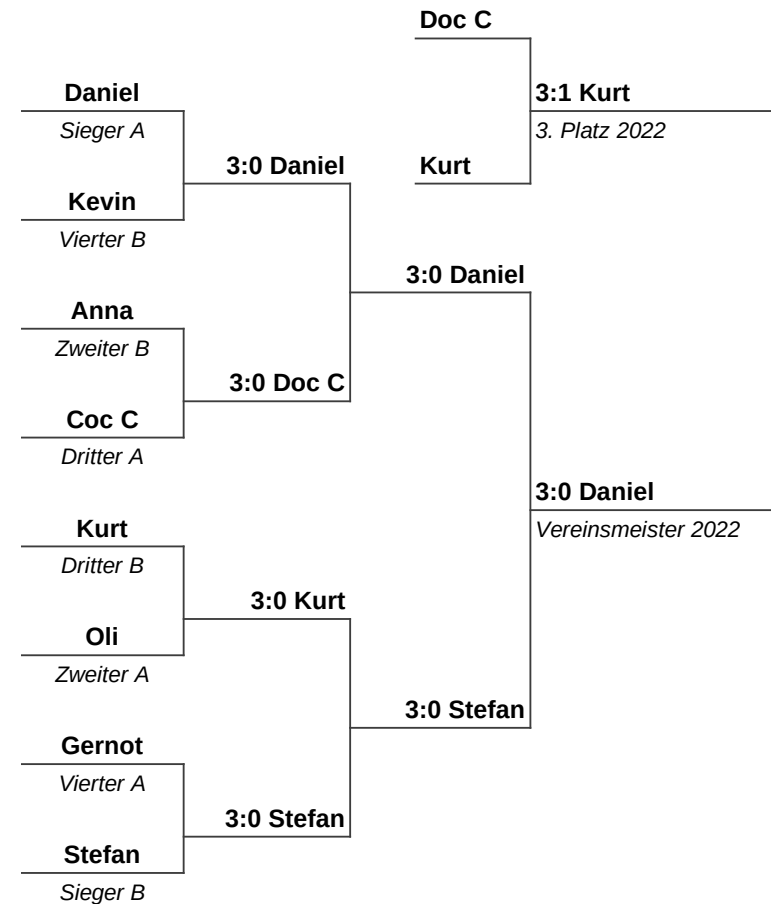 Doc C
Daniel
3:1 Kurt
Sieger A
3. Platz 2022
3:0 Daniel
Kurt
Kevin
Vierter B
3:0 Daniel
Anna
Zweiter B
3:0 Doc C
Coc C
Dritter A
3:0 Daniel
Kurt
Vereinsmeister 2022
Dritter B
3:0 Kurt
Oli
Zweiter A
3:0 Stefan
Gernot
Vierter A
3:0 Stefan
Stefan
Sieger B